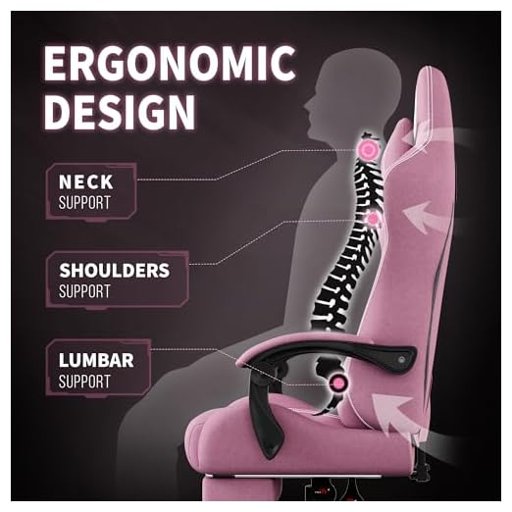 ERGONOMIC
DESIGN
NECK
SUPPORT
SHOULDERS
SUPPORT
LUMBAR
SUPPORT